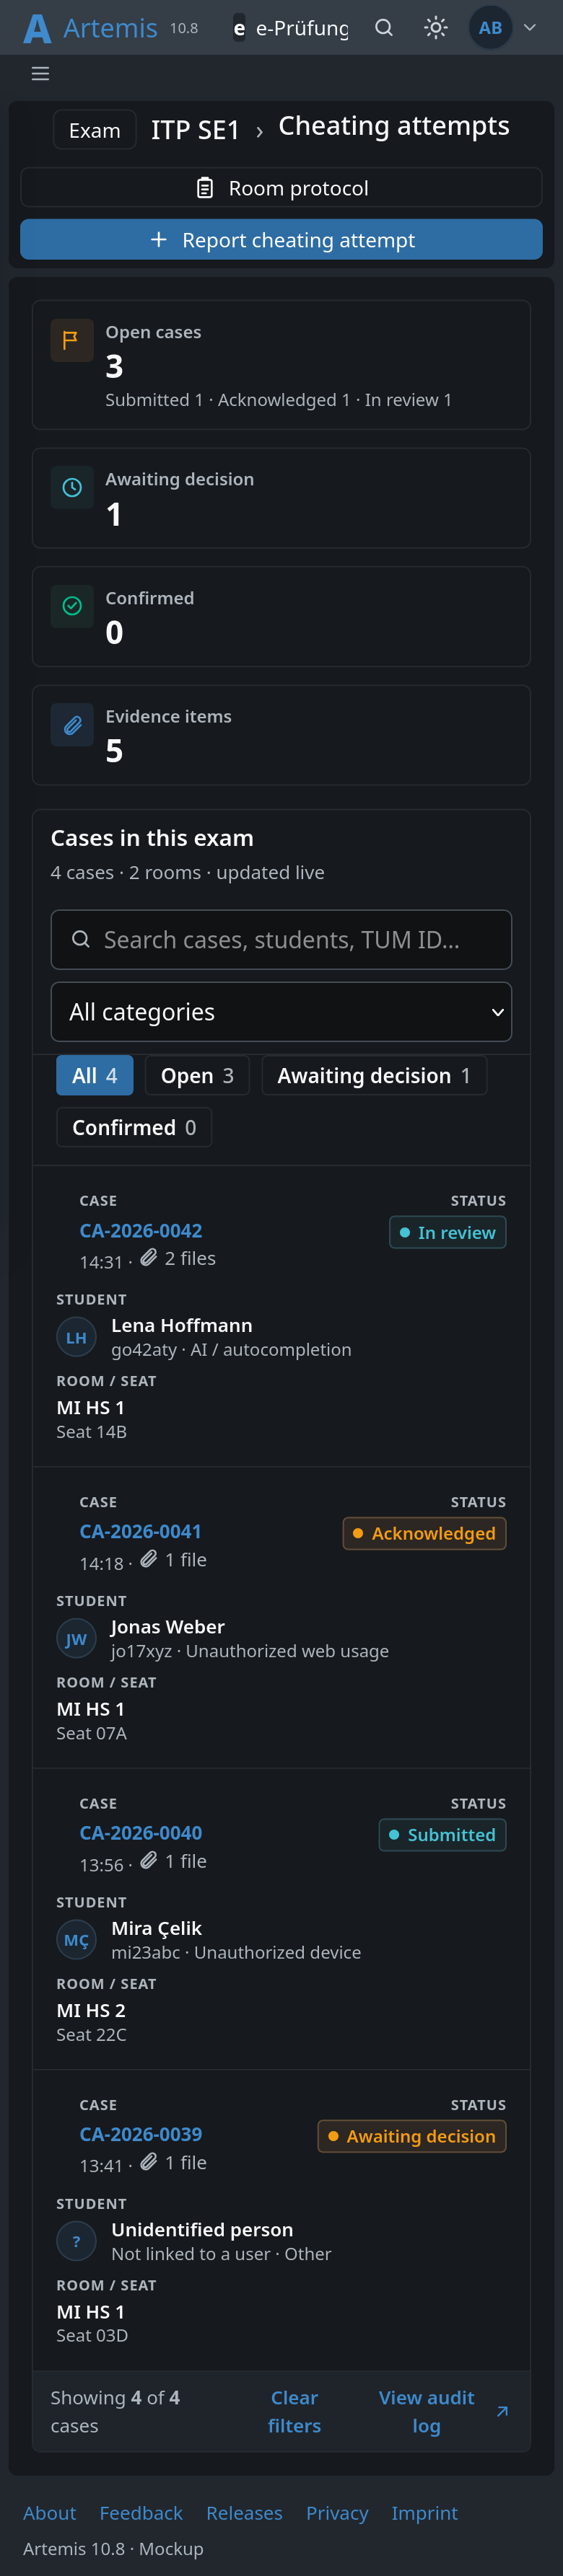 Artemis 10.8 e e-Prüfung AB
Exam ITP SE1 › Cheating attempts
Room protocol
Report cheating attempt
Open cases
3
Submitted 1 · Acknowledged 1 · In review 1
Awaiting decision
1
Confirmed
0
Evidence items
5
Cases in this exam
4 cases · 2 rooms · updated live
Search cases, students, TUM ID...
All categories
All 4 Open 3 Awaiting decision 1
Confirmed 0
CASE STATUS
CA-2026-0042 In review
14:31 · 2 files
STUDENT
LH Lena Hoffmann
go42aty · AI / autocompletion
ROOM / SEAT
MI HS 1
Seat 14B
CASE STATUS
CA-2026-0041 Acknowledged
14:18 · 1 file
STUDENT
JW Jonas Weber
jo17xyz · Unauthorized web usage
ROOM / SEAT
MI HS 1
Seat 07A
CASE STATUS
CA-2026-0040 Submitted
13:56 · 1 file
STUDENT
MÇ Mira Çelik
mi23abc · Unauthorized device
ROOM / SEAT
MI HS 2
Seat 22C
CASE STATUS
CA-2026-0039 Awaiting decision
13:41 · 1 file
STUDENT
? Unidentified person
Not linked to a user · Other
ROOM / SEAT
MI HS 1
Seat 03D
Showing 4 of 4 cases Clear filters View audit log
About Feedback Releases Privacy Imprint
Artemis 10.8 · Mockup